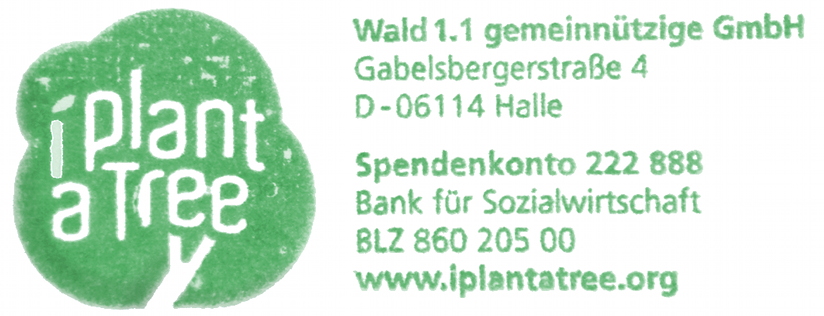 i plant
a Tree
Wald 1.1 gemeinnützige GmbH
Gabelsbergerstraße 4
D-06114 Halle
Spendenkonto 222 888
Bank für Sozialwirtschaft
BLZ 860 205 00
www.iplantatree.org